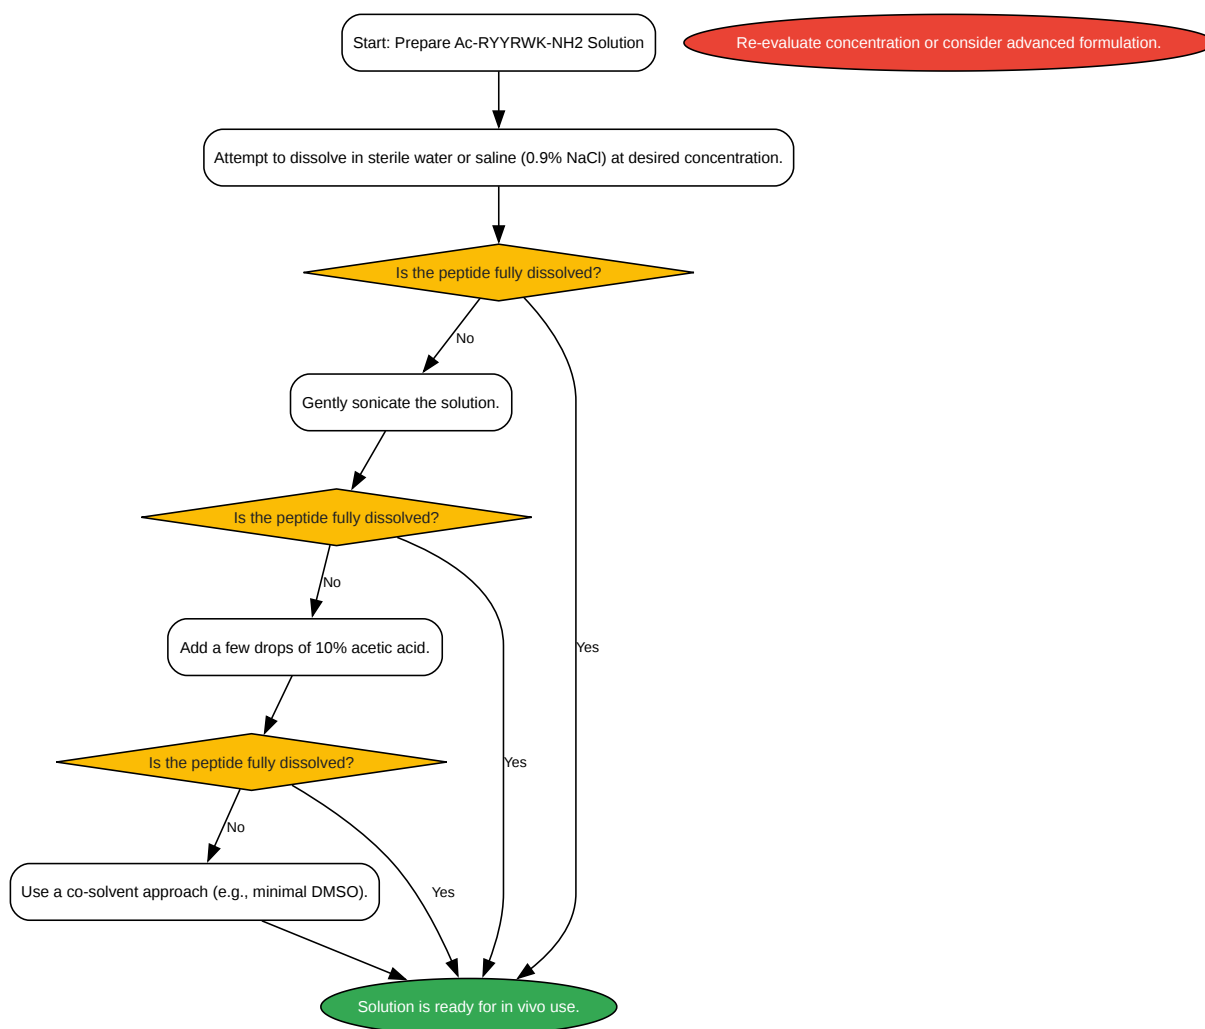 Start: Prepare Ac-RYYRWK-NH2 Solution
Re-evaluate concentration or consider advanced formulation.
Attempt to dissolve in sterile water or saline (0.9% NaCl) at desired concentration.
Is the peptide fully dissolved?
No
Gently sonicate the solution.
Is the peptide fully dissolved?
No
Add a few drops of 10% acetic acid.
Yes
Is the peptide fully dissolved?
Yes
No
Use a co-solvent approach (e.g., minimal DMSO).
Yes
Solution is ready for in vivo use.